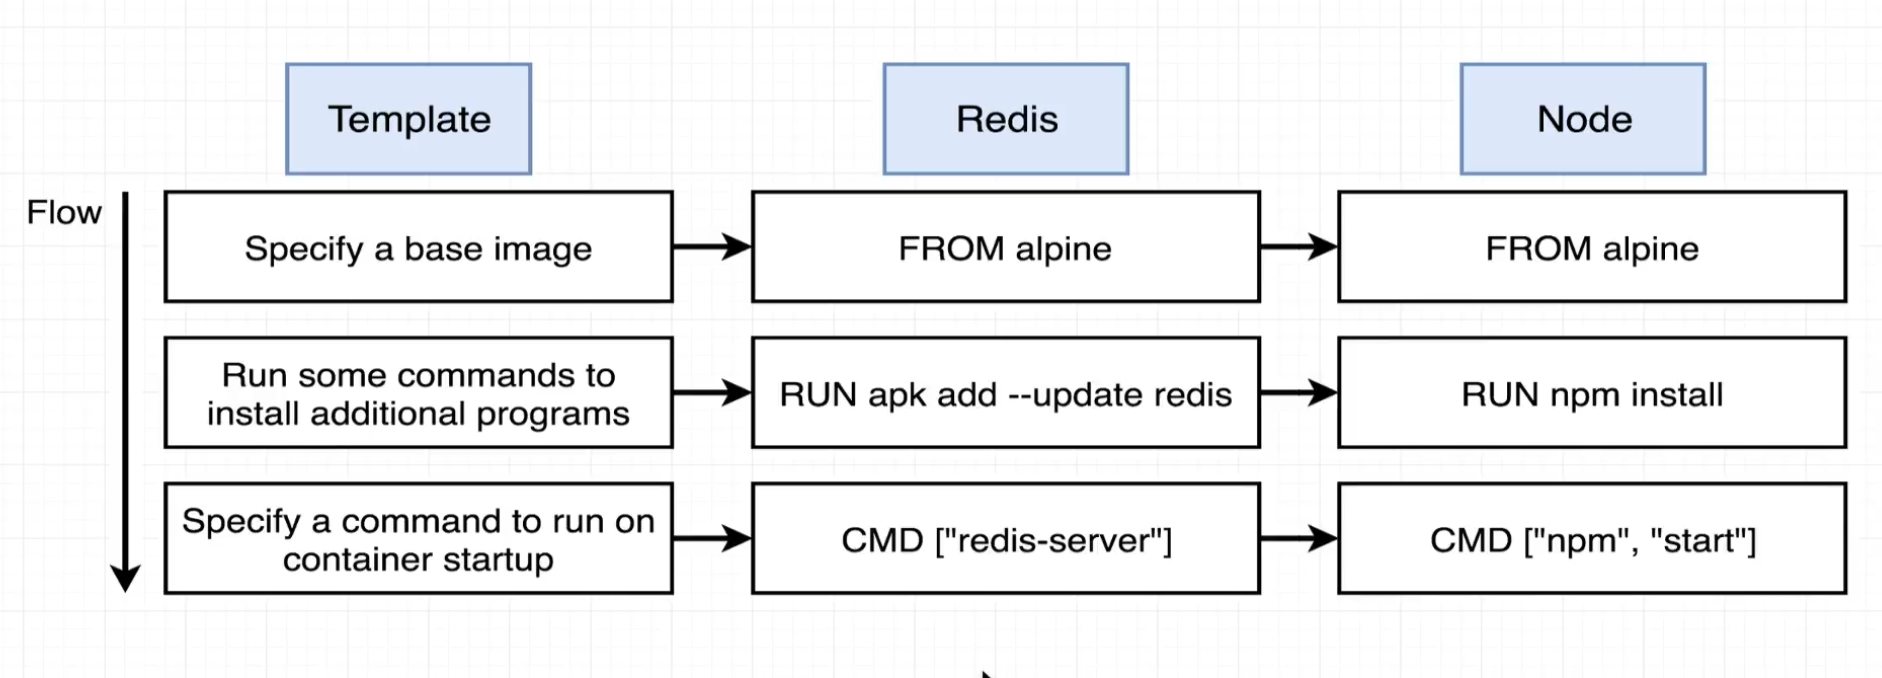 Template
Redis
Node
Flow
Specify a base image
FROM alpine
FROM alpine
Run some commands to
install additional programs
RUN apk add --update redis
RUN npm install
Specify a command to run on
container startup
CMD ["redis-server"]
CMD ["npm", "start"]